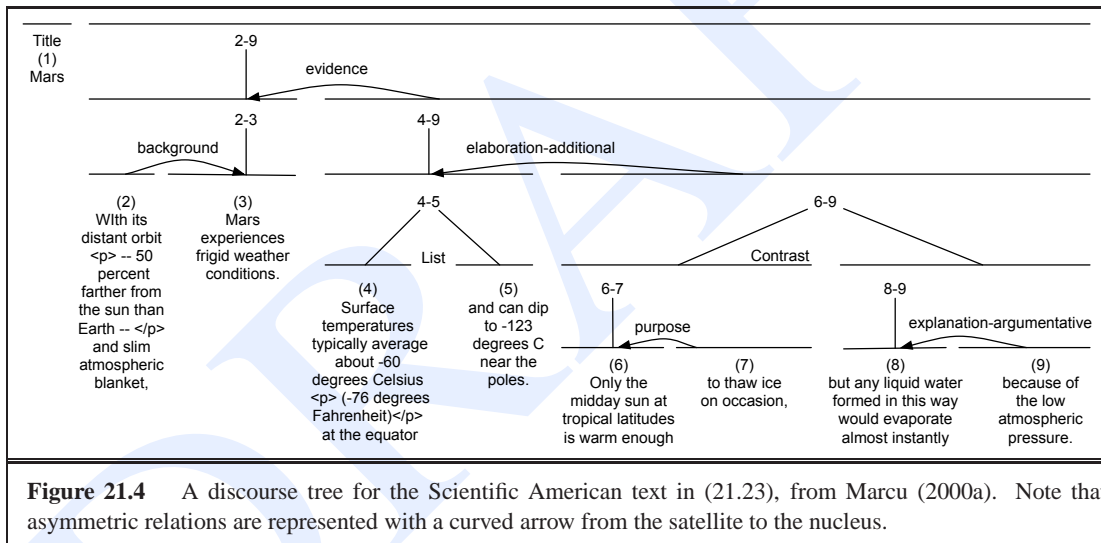 Title
(1)
Mars
2-9
evidence
2-3
4-9
background
elaboration-additional
(2)
WIth its
distant orbit
<p> -- 50
percent
farther from
the sun than
Earth -- </p>
and slim
atmospheric
blanket,
(3)
Mars
experiences
frigid weather
conditions.
4-5
6-9
List
Contrast
(4)
Surface
temperatures
typically average
about -60
degrees Celsius
<p> (-76 degrees
Fahrenheit)</p>
at the equator
(5)
and can dip
to -123
degrees C
near the
poles.
6-7
8-9
purpose
explanation-argumentative
(6)
Only the
midday sun at
tropical latitudes
is warm enough
(7)
to thaw ice
on occasion,
(8)
but any liquid water
formed in this way
would evaporate
almost instantly
(9)
because of
the low
atmospheric
pressure.
Figure 21.4 A discourse tree for the Scientific American text in (21.23), from Marcu (2000a). Note that
asymmetric relations are represented with a curved arrow from the satellite to the nucleus.
DRAF